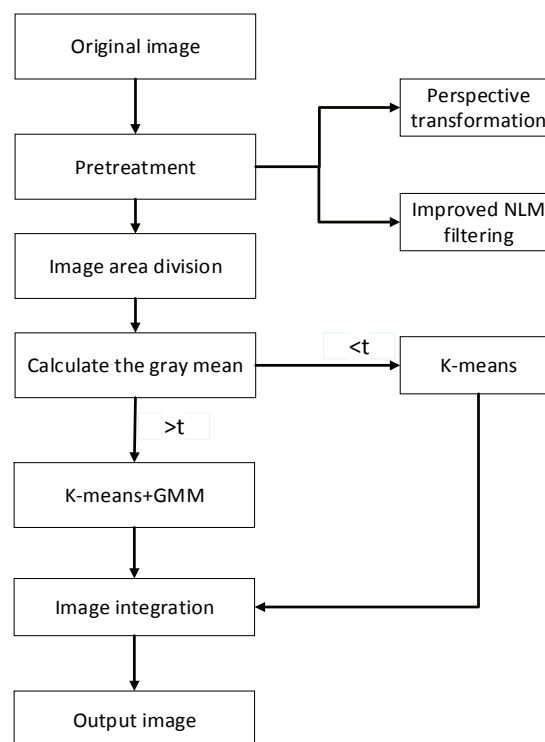 Original image
Perspective
transformation
Pretreatment
Improved NLM
filtering
Image area division
Calculate the gray mean
<t
K-means
>t
K-means+GMM
Image integration
Output image